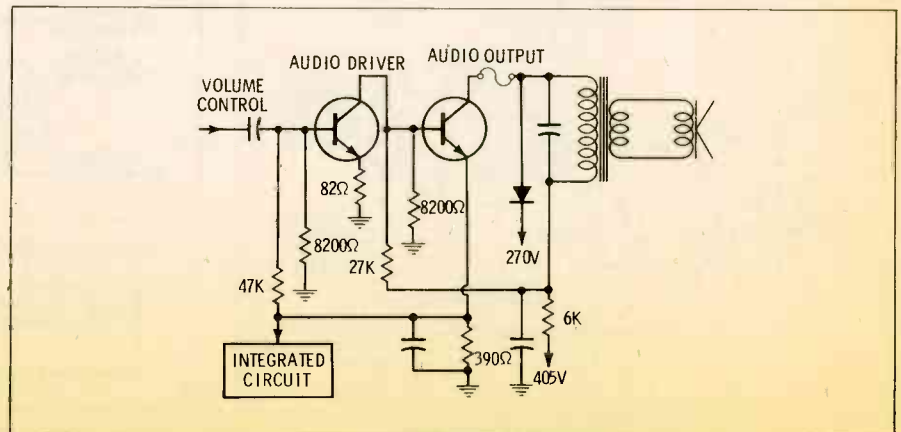 AUDIO OUTPUT
AUDIO DRIVER
VOLUME
CONTROL
82Ω
8200Ω
8200Ω
27K
270V
47K
6K
390Ω
405V
INTEGRATED
CIRCUIT